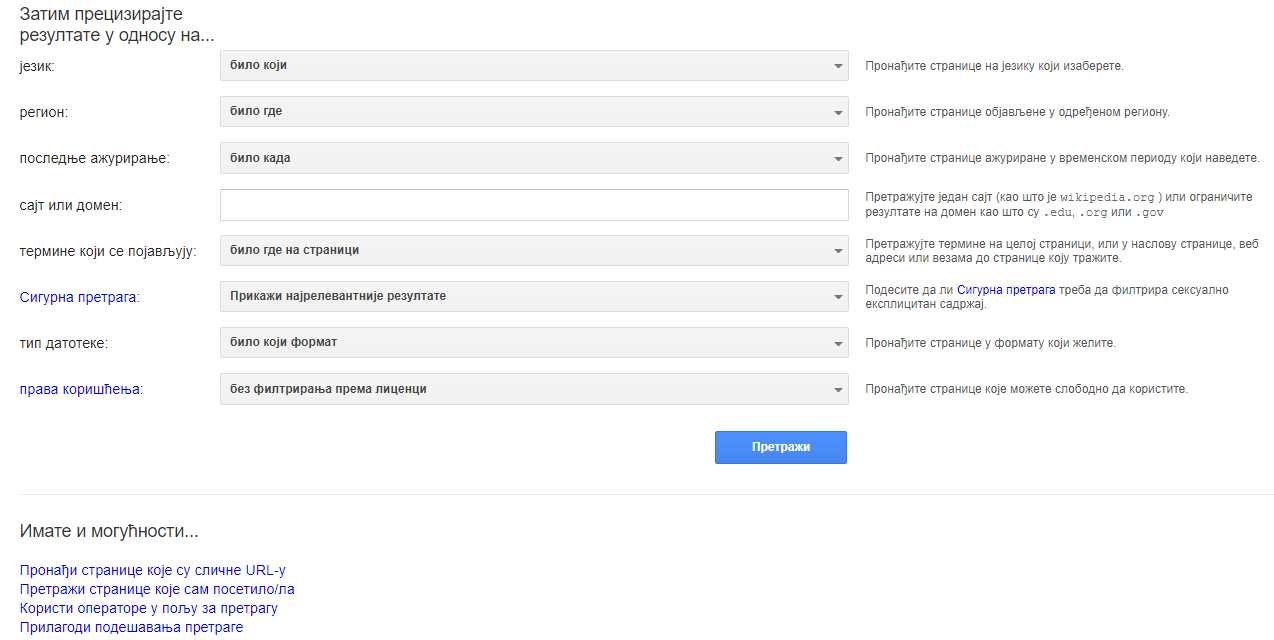 Затим прецизирајте
резултате у односу на...
језик:
било који
Пронађите странице на језику који изаберете.
регион:
било где
Пронађите странице објављене у одређеном региону.
последње ажурирање:
било када
Пронађите странице ажуриране у временском периоду који наведете.
сајт или домен:
Претражујте један сајт (као што је wikipedia.org ) или ограничите
резултате на домен као што су .edu, .org или .gov
термине који се појављују:
било где на страници
Претражујте термине на целој страници, или у наслову странице, веб
адреси или везама до странице коју тражите.
Сигурна претрага:
Прикажи најрелевантније резултате
Подесите да ли Сигурна претрага треба да филтрира сексуално
експлицитан садржај.
тип датотеке:
било који формат
Пронађите странице у формату који желите.
права коришћења:
без филтрирања према лиценци
Пронађите странице које можете слободно да користите.
Претражи
Имате и могућности...
Пронађи странице које су сличне URL-у
Претражи странице које сам посетило/ла
Користи операторе у пољу за претрагу
Прилагоди подешавања претраге